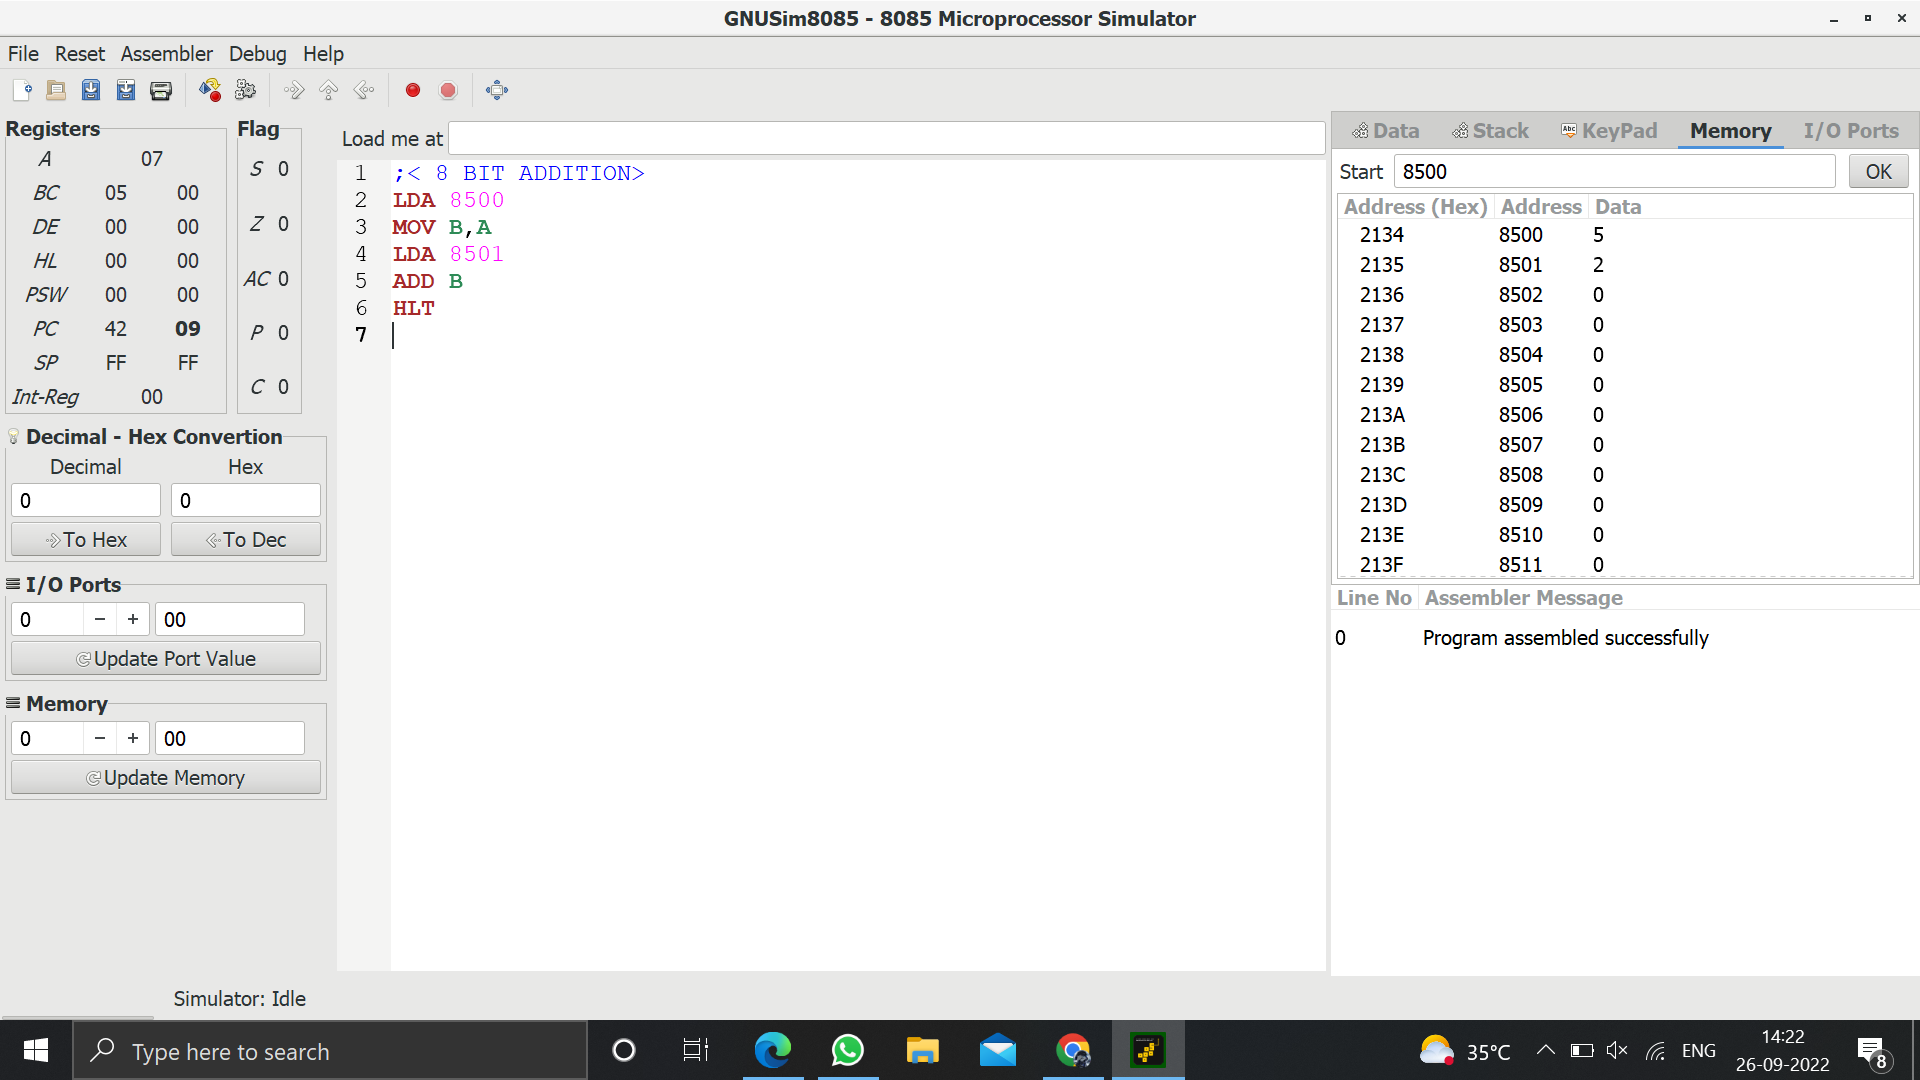 GNUSim8085 - 8085 Microprocessor Simulator
File Reset Assembler Debug Help
Registers
A 07
BC 05 00
DE 00 00
HL 00 00
PSW 00 00
PC 42 09
SP FF FF
Int-Reg 00
Flag
S 0
Z 0
AC 0
P 0
C 0
Decimal - Hex Convertion
Decimal Hex
0 0
To Hex To Dec
I/O Ports
0 − + 00
Update Port Value
Memory
0 − + 00
Update Memory
Simulator: Idle
Load me at
1 ;< 8 BIT ADDITION>
2 LDA 8500
3 MOV B,A
4 LDA 8501
5 ADD B
6 HLT
7
Data Stack Abc KeyPad Memory I/O Ports
Start 8500 OK
Address (Hex) Address Data
2134 8500 5
2135 8501 2
2136 8502 0
2137 8503 0
2138 8504 0
2139 8505 0
213A 8506 0
213B 8507 0
213C 8508 0
213D 8509 0
213E 8510 0
213F 8511 0
Line No Assembler Message
0 Program assembled successfully
Type here to search
35°C ENG 14:22
26-09-2022
8